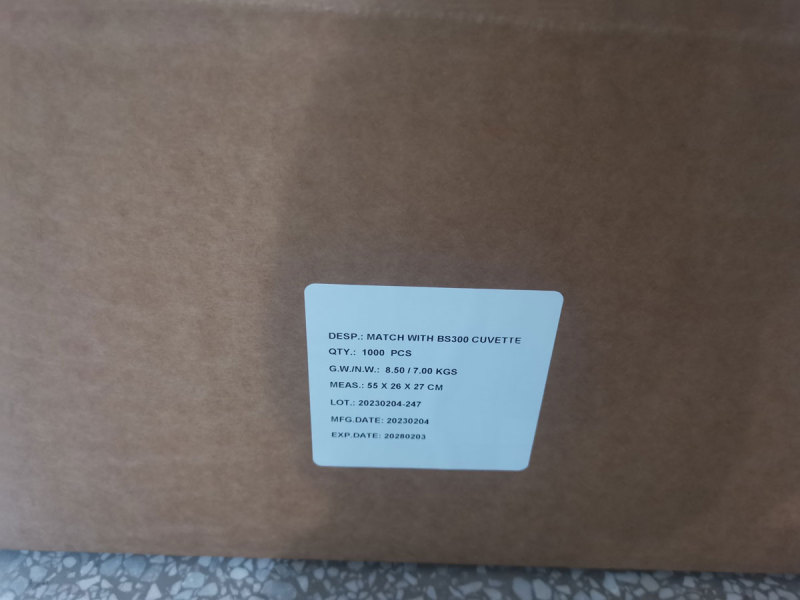 DESP.: MATCH WITH BS300 CUVETTE
QTY.: 1000 PCS
G.W./N.W.: 8.50 / 7.00 KGS
MEAS.: 55 X 26 X 27 CM
LOT.: 20230204-247
MFG.DATE: 20230204
EXP.DATE: 20280203